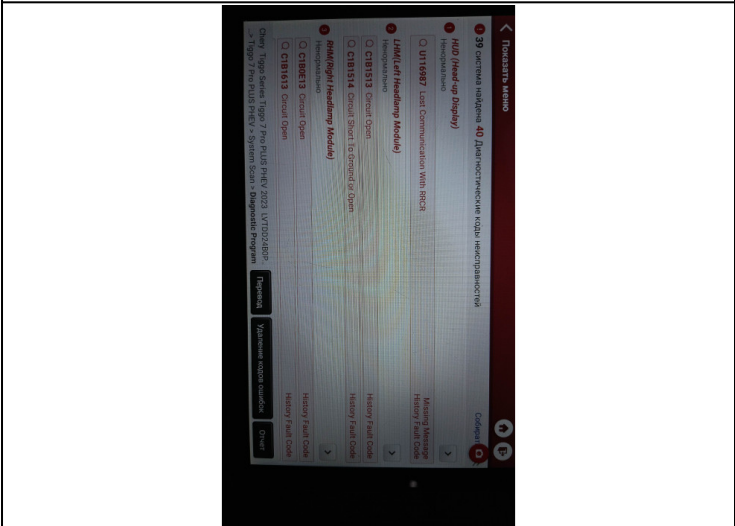 Показать меню
39 система найдена 40 Диагностические коды неисправностей
HUD (Head-up Display)
Ненормально
U116987 Lost Communication With RRCR
Missing Message
History Fault Code
LHM(Left Headlamp Module)
Ненормально
C1B1513 Circuit Open
History Fault Code
C1B1514 Circuit Short To Ground or Open
History Fault Code
RHM(Right Headlamp Module)
Ненормально
C1B0E13 Circuit Open
History Fault Code
C1B1613 Circuit Open
History Fault Code
Chery Tiggo Series Tiggo 7 Pro PLUS PHEV 2023
...> Tiggo 7 Pro PLUS PHEV > System Scan > Diagnostic Program
Перевод
Удаление кодов ошибок
Отчет